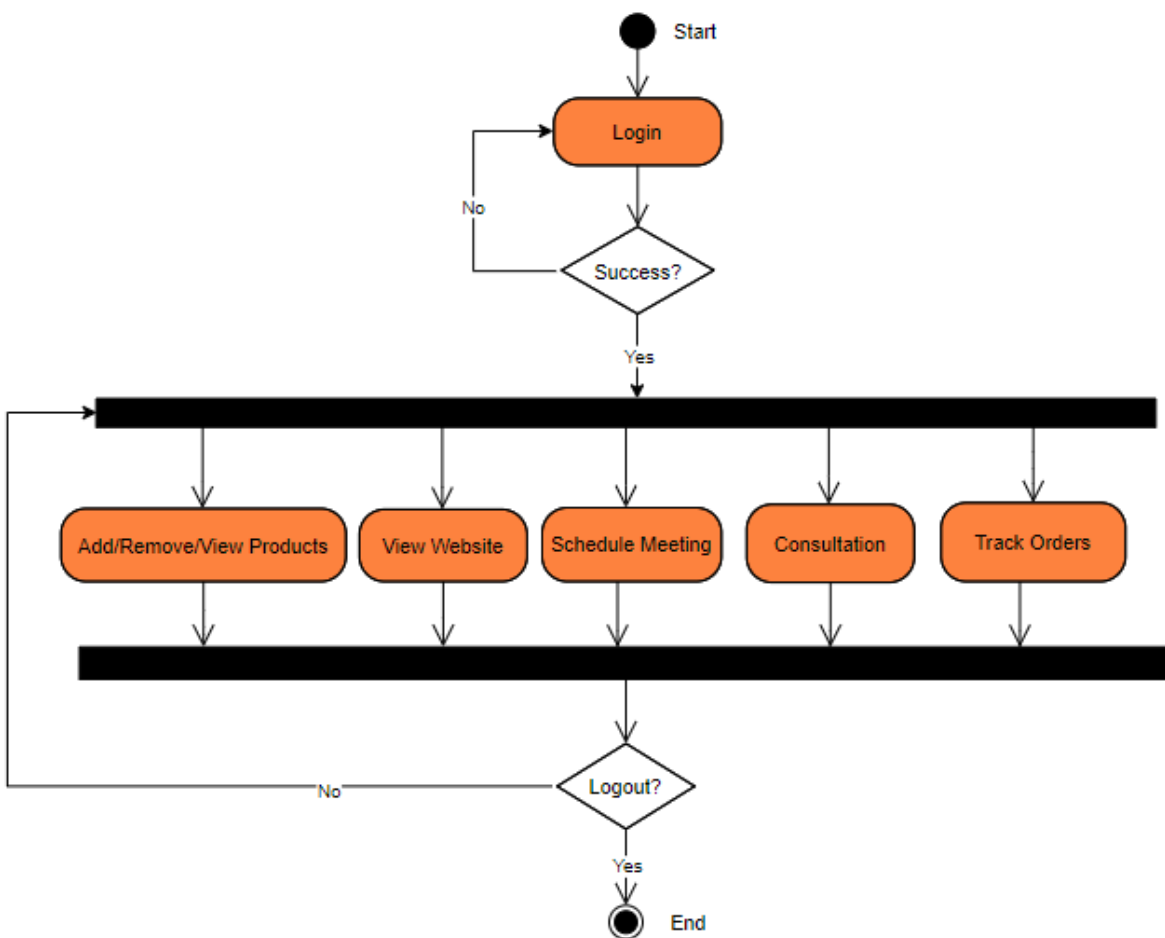 Start
Login
No
Success?
Yes
Add/Remove/View Products
View Website
Schedule Meeting
Consultation
Track Orders
Logout?
No
Yes
End